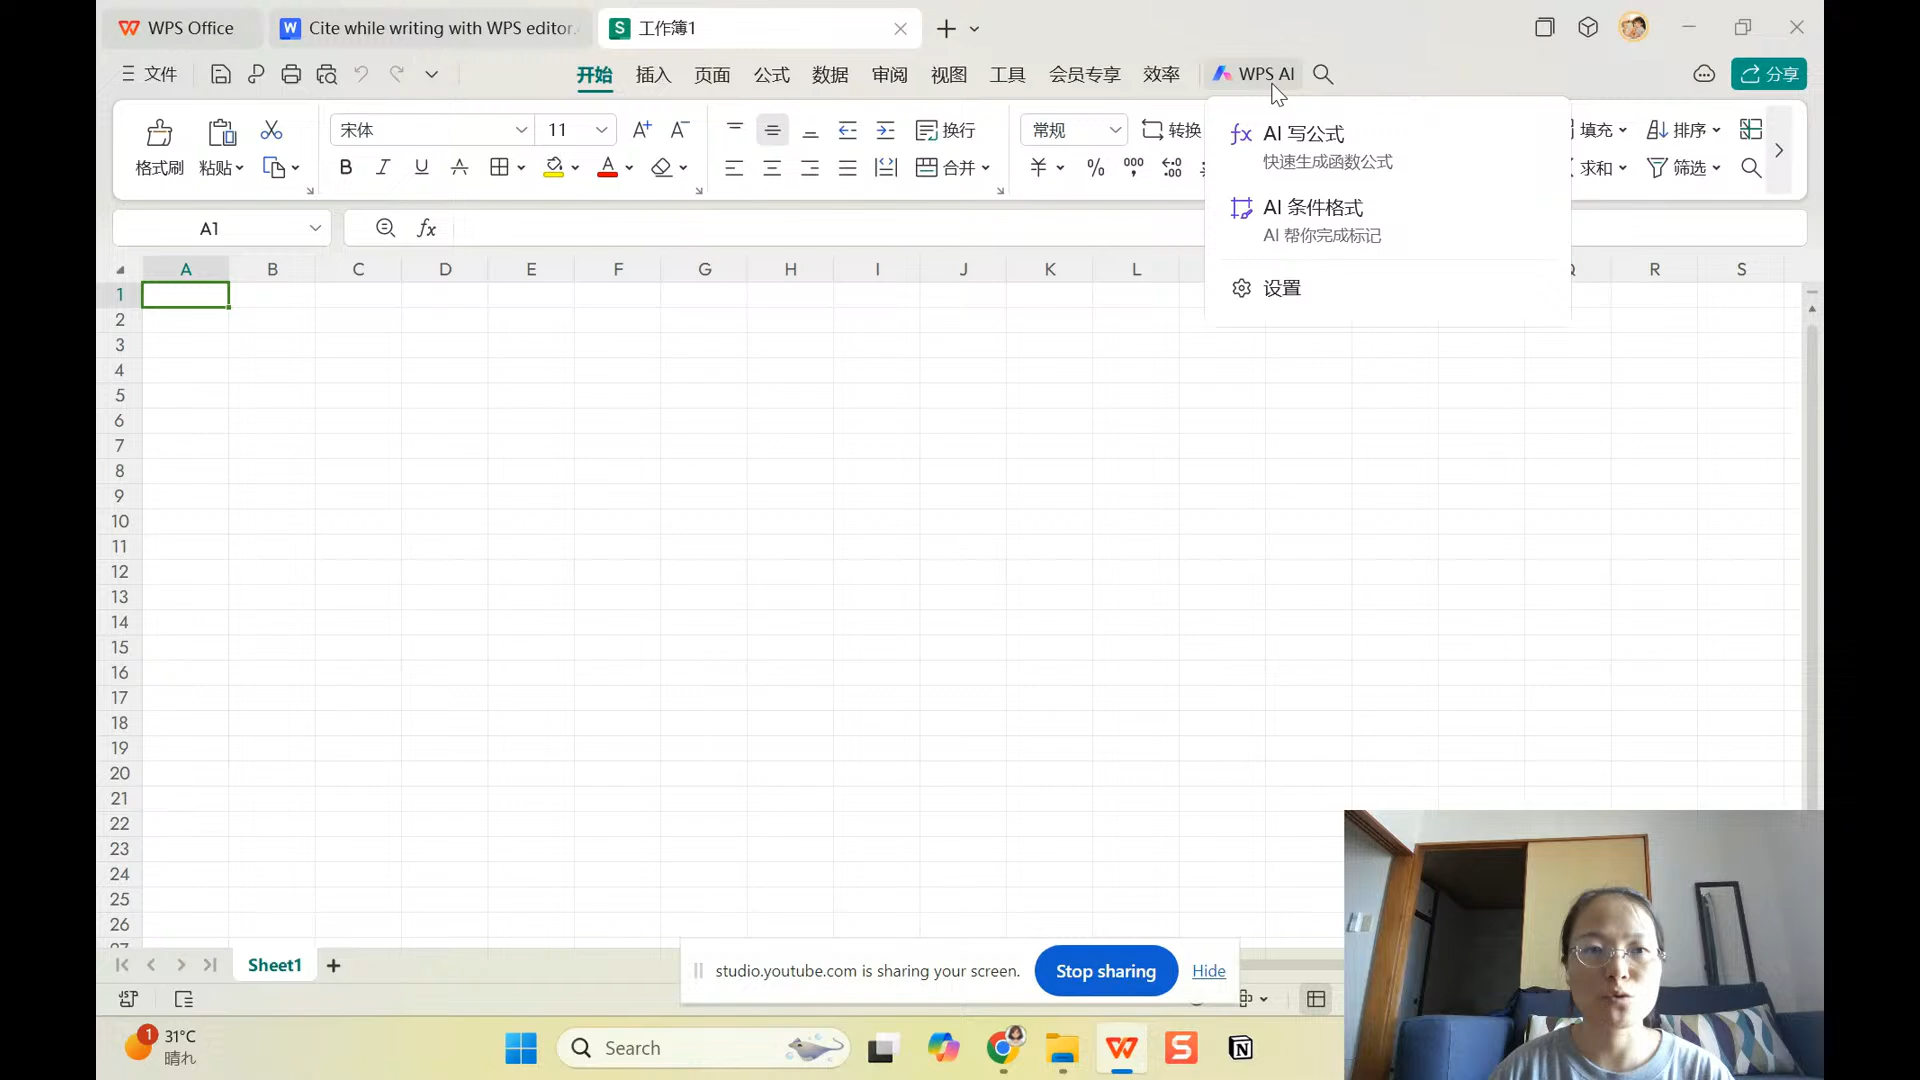 WPS Office
Cite while writing with WPS editor.
工作簿1
文件
开始
插入
页面
公式
数据
审阅
视图
工具
会员专享
效率
WPS AI
分享
格式刷
粘贴
宋体
11
换行
合并
常规
转换
填充
排序
求和
筛选
AI 写公式
快速生成函数公式
AI 条件格式
AI 帮你完成标记
设置
A1
fx
A B C D E F G H I J K L Q R S
1
2
3
4
5
6
7
8
9
10
11
12
13
14
15
16
17
18
19
20
21
22
23
24
25
26
27
Sheet1
studio.youtube.com is sharing your screen.
Stop sharing
Hide
1
31°C
晴れ
Search